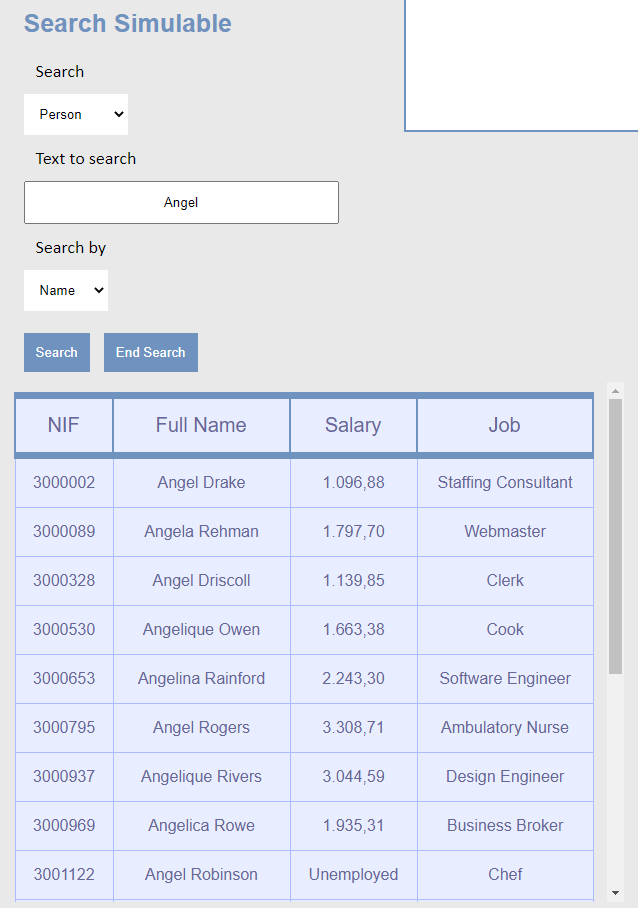 Search Simulable
Search
Person
Text to search
Angel
Search by
Name
Search End Search
NIF Full Name Salary Job
3000002 Angel Drake 1.096,88 Staffing Consultant
3000089 Angela Rehman 1.797,70 Webmaster
3000328 Angel Driscoll 1.139,85 Clerk
3000530 Angelique Owen 1.663,38 Cook
3000653 Angelina Rainford 2.243,30 Software Engineer
3000795 Angel Rogers 3.308,71 Ambulatory Nurse
3000937 Angelique Rivers 3.044,59 Design Engineer
3000969 Angelica Rowe 1.935,31 Business Broker
3001122 Angel Robinson Unemployed Chef